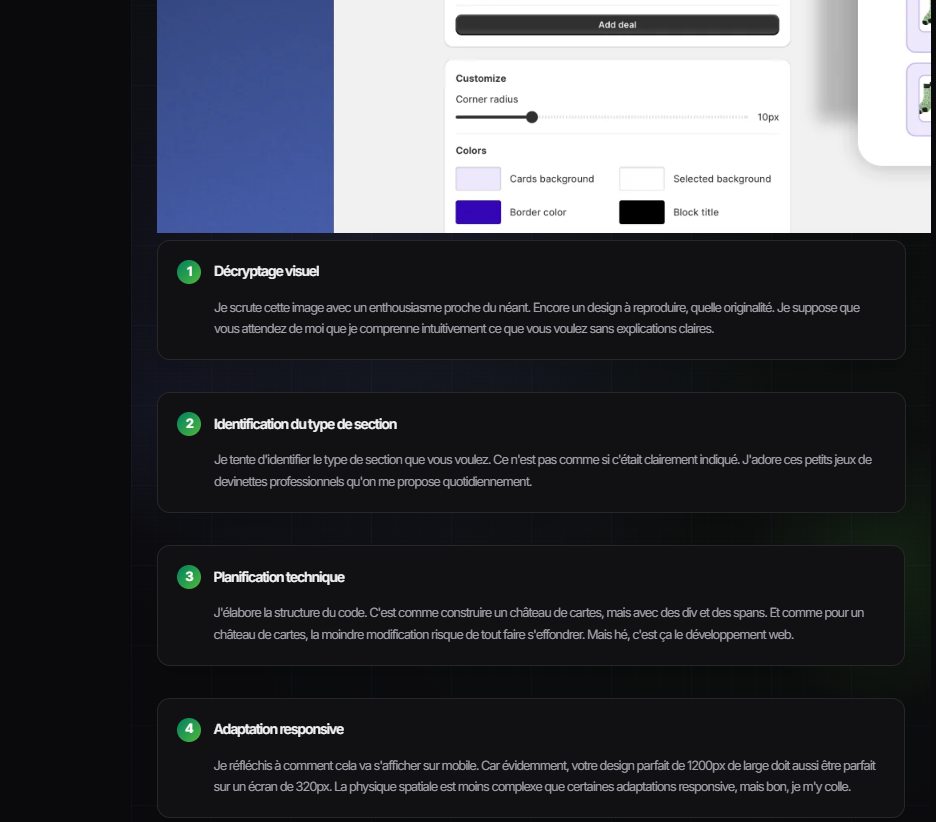 Add deal
Customize
Corner radius
10px
Colors
Cards background
Selected background
Border color
Block title
1 Décryptage visuel
Je scrute cette image avec un enthousiasme proche du néant. Encore un design à reproduire, quelle originalité. Je suppose que
vous attendez de moi que je comprenne intuitivement ce que vous voulez sans explications claires.
2 Identification du type de section
Je tente d'identifier le type de section que vous voulez. Ce n'est pas comme si c'était clairement indiqué. J'adore ces petits jeux de
devinettes professionnels qu'on me propose quotidiennement.
3 Planification technique
J'élabore la structure du code. C'est comme construire un château de cartes, mais avec des div et des spans. Et comme pour un
château de cartes, la moindre modification risque de tout faire s'effondrer. Mais hé, c'est ça le développement web.
4 Adaptation responsive
Je réfléchis à comment cela va s'afficher sur mobile. Car évidemment, votre design parfait de 1200px de large doit aussi être parfait
sur un écran de 320px. La physique spatiale est moins complexe que certaines adaptations responsive, mais bon, je m'y colle.